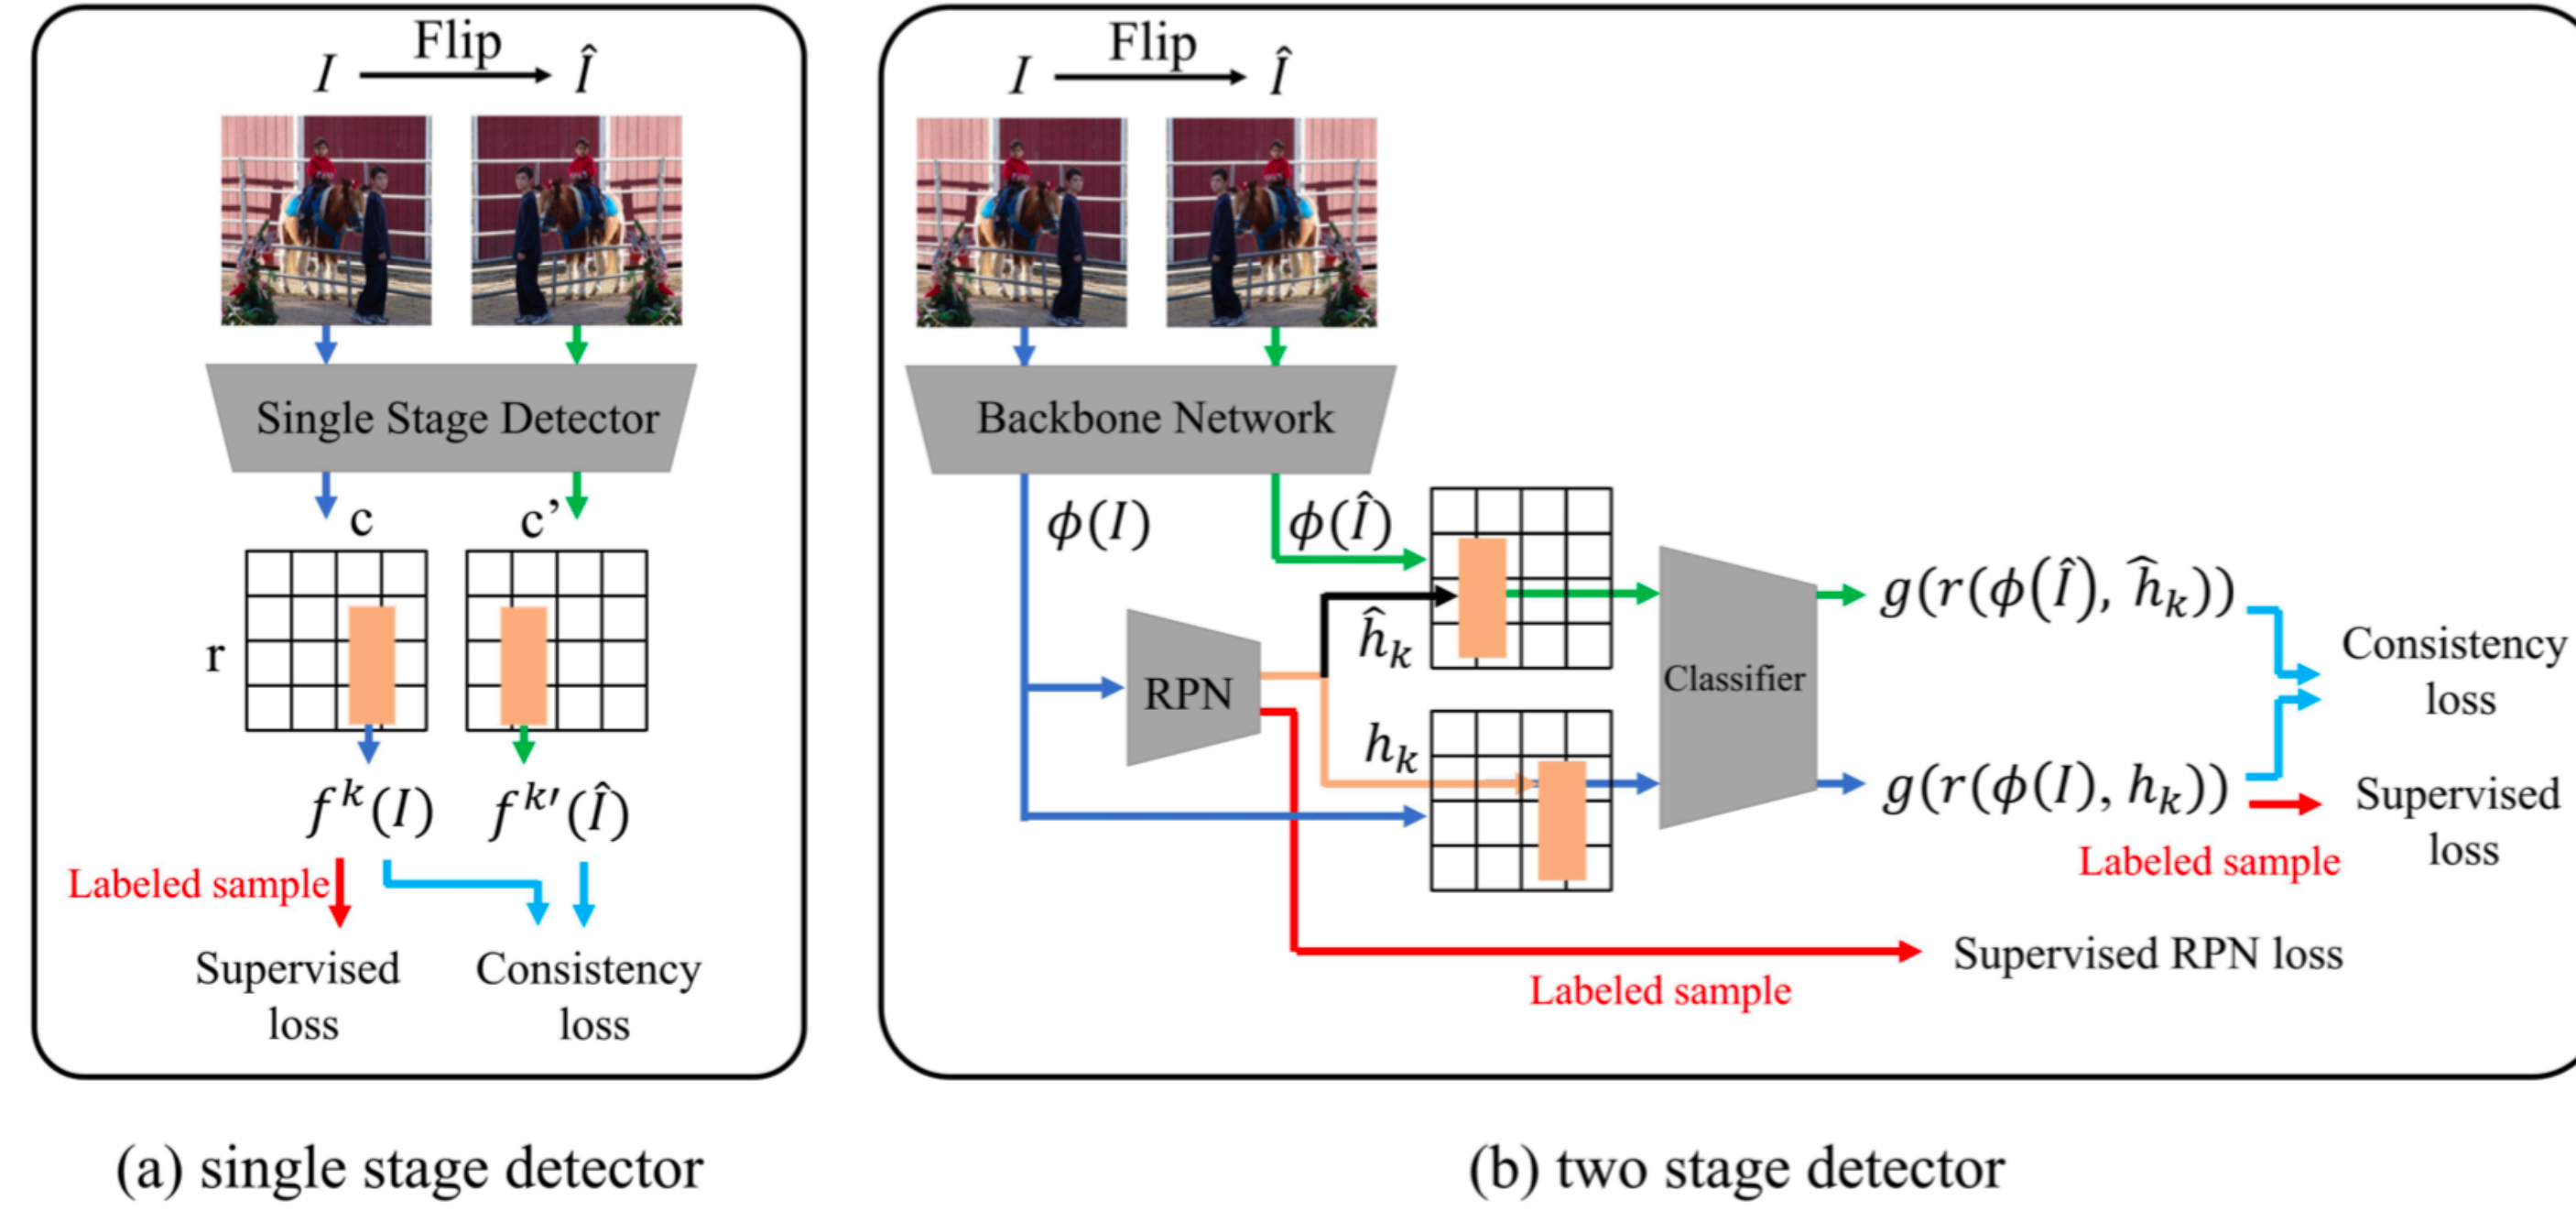 Flip
I
Î
Single Stage Detector
c
c’
r
f^k(I)
f^{k′}(Î)
Labeled sample
Supervised
loss
Consistency
loss
(a) single stage detector
Flip
I
Î
Backbone Network
ϕ(I)
ϕ(Î)
RPN
ĥ_k
h_k
Classifier
g(r(ϕ(Î), ĥ_k))
Consistency
loss
g(r(ϕ(I), h_k))
Supervised
loss
Labeled sample
Supervised RPN loss
Labeled sample
(b) two stage detector